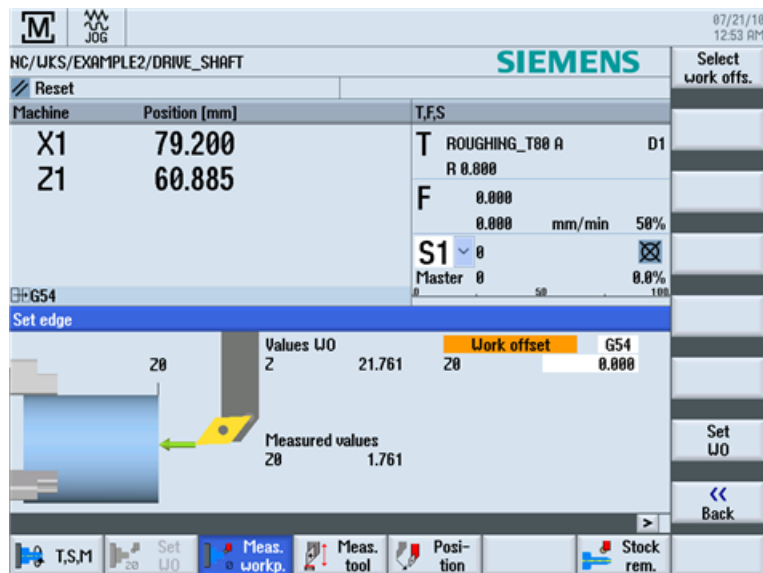 M JOG
07/21/10
12:53 AM
NC/WKS/EXAMPLE2/DRIVE_SHAFT
SIEMENS
Select
work offs.
Reset
Machine Position [mm]
T,F,S
X1 79.200
Z1 60.885
T ROUGHING_T80 A D1
R 0.800
F 0.000
0.000 mm/min 50%
S1 0
Master 0 0.0%
0 50 100
G54
Set edge
Values WO
Z 21.761
Work offset G54
Z0 0.000
Z0
Measured values
Z0 1.761
Set
WO
<<
Back
>
T,S,M
Set
WO
Meas.
workp.
Meas.
tool
Posi-
tion
Stock
rem.